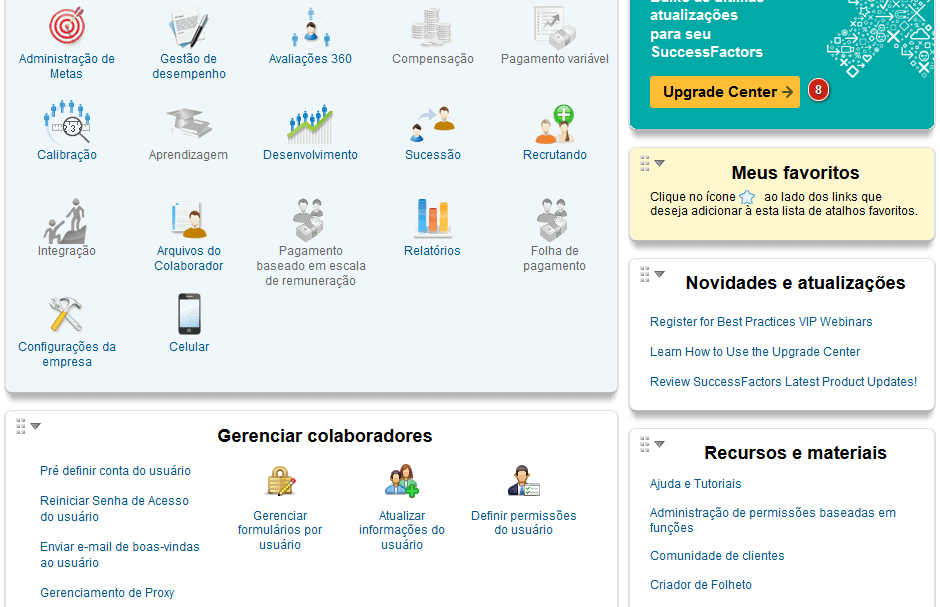 Administração de
Metas
Gestão de
desempenho
Avaliações 360
Compensação
Pagamento variável
Calibração
Aprendizagem
Desenvolvimento
Sucessão
Recrutando
Integração
Arquivos do
Colaborador
Pagamento
baseado em escala
de remuneração
Relatórios
Folha de
pagamento
Configurações da
empresa
Celular
Gerenciar colaboradores
Pré definir conta do usuário
Reiniciar Senha de Acesso
do usuário
Enviar e-mail de boas-vindas
ao usuário
Gerenciamento de Proxy
Gerenciar
formulários por
usuário
Atualizar
informações do
usuário
Definir permissões
do usuário
atualizações
para seu
SuccessFactors
Upgrade Center
8
Meus favoritos
Clique no ícone ao lado dos links que
deseja adicionar à esta lista de atalhos favoritos.
Novidades e atualizações
Register for Best Practices VIP Webinars
Learn How to Use the Upgrade Center
Review SuccessFactors Latest Product Updates!
Recursos e materiais
Ajuda e Tutoriais
Administração de permissões baseadas em
funções
Comunidade de clientes
Criador de Folheto